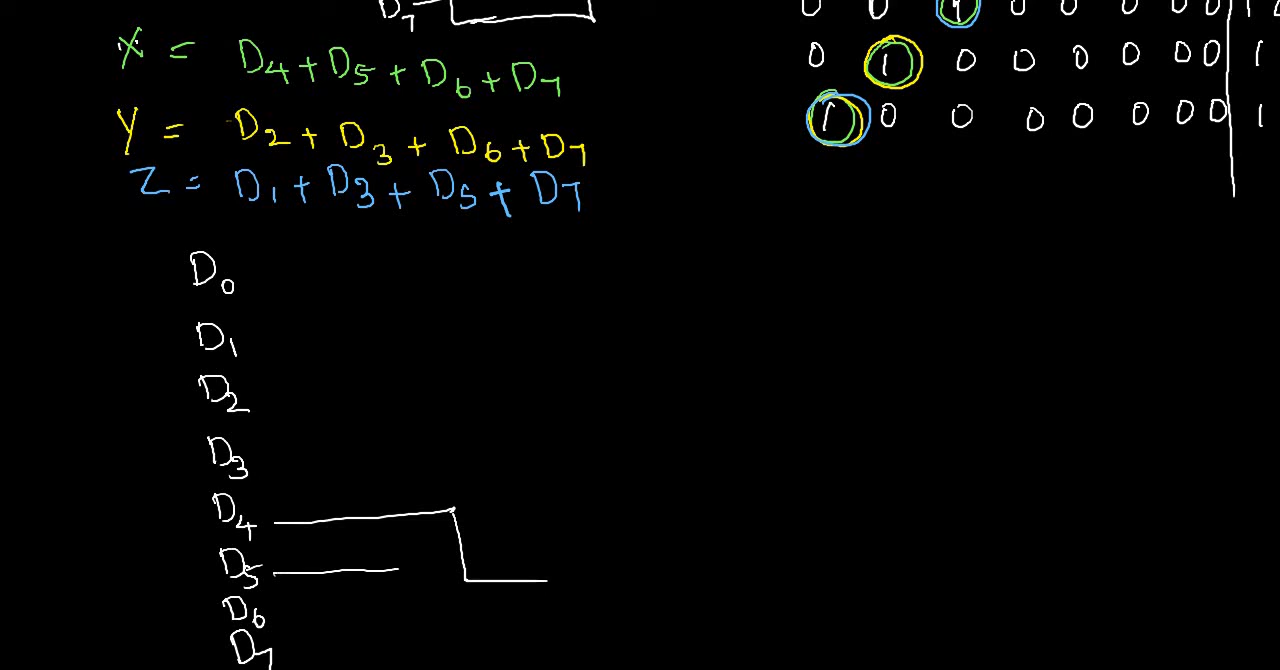 D7
0 0 1 0 0 0 0 0 1
0 1 0 0 0 0 0 0 1
1 0 0 0 0 0 0 0 1
X = D4 + D5 + D6 + D7
Y = D2 + D3 + D6 + D7
Z = D1 + D3 + D5 + D7
D0
D1
D2
D3
D4
D5
D6
D7